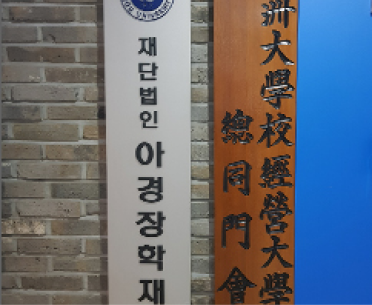 재단법인 아경장학재
洲大學校經營大學
總同門會